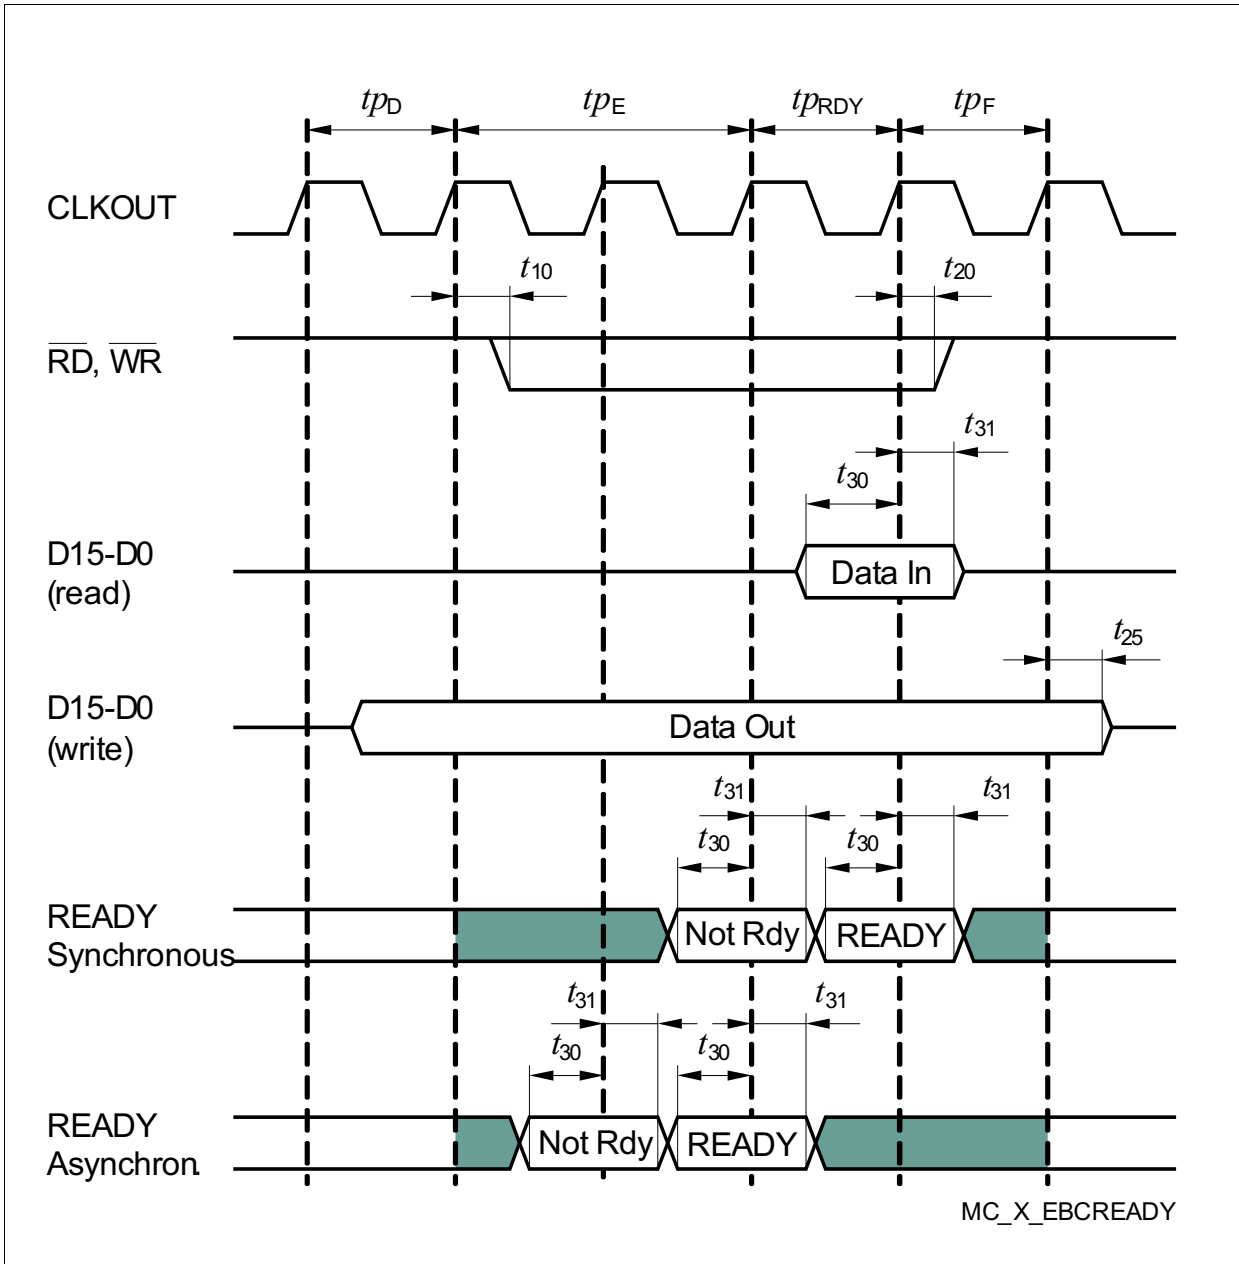 tpD tpE tpRDY tpF
CLKOUT
t10 t20
RD, WR
t31
t30
D15-D0
(read)
Data In
t25
D15-D0
(write)
Data Out
t31 t31
t30 t30
READY
Synchronous
Not Rdy READY
t31 t31
t30 t30
READY
Asynchron.
Not Rdy READY
MC_X_EBCREADY